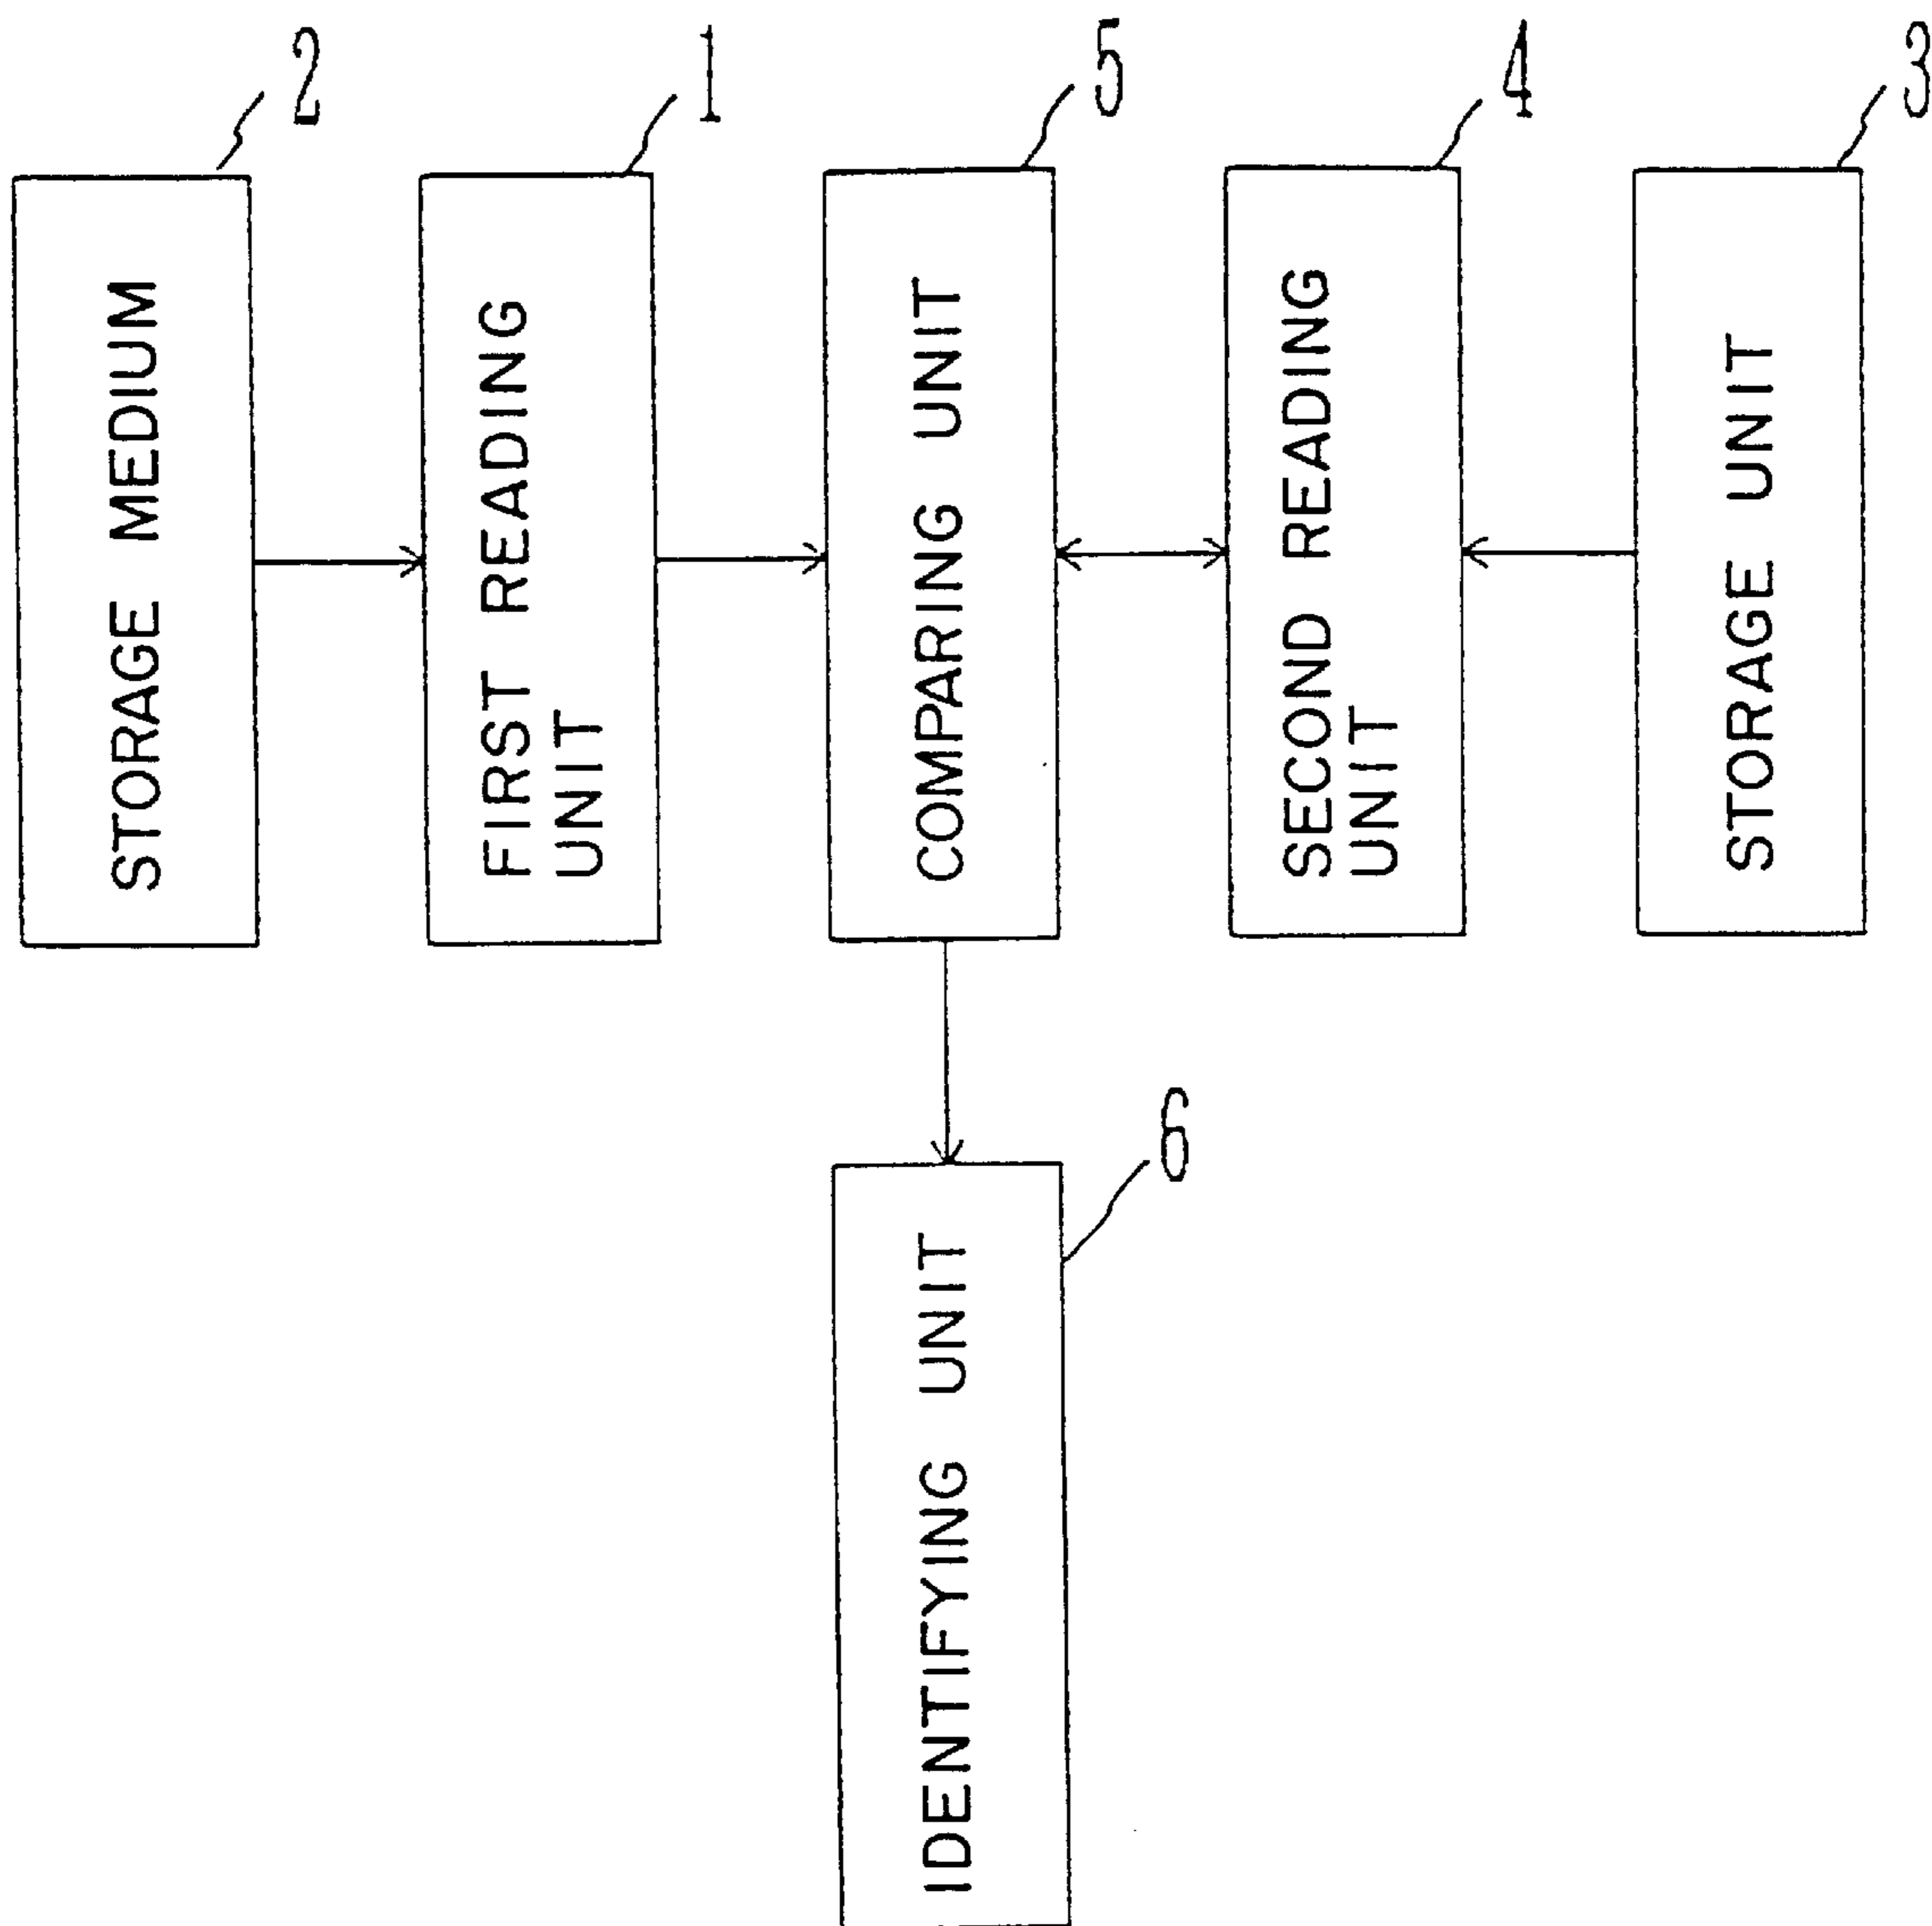 2
STORAGE MEDIUM
1
FIRST READING
UNIT
5
COMPARING UNIT
4
SECOND READING
UNIT
3
STORAGE UNIT
6
IDENTIFYING UNIT